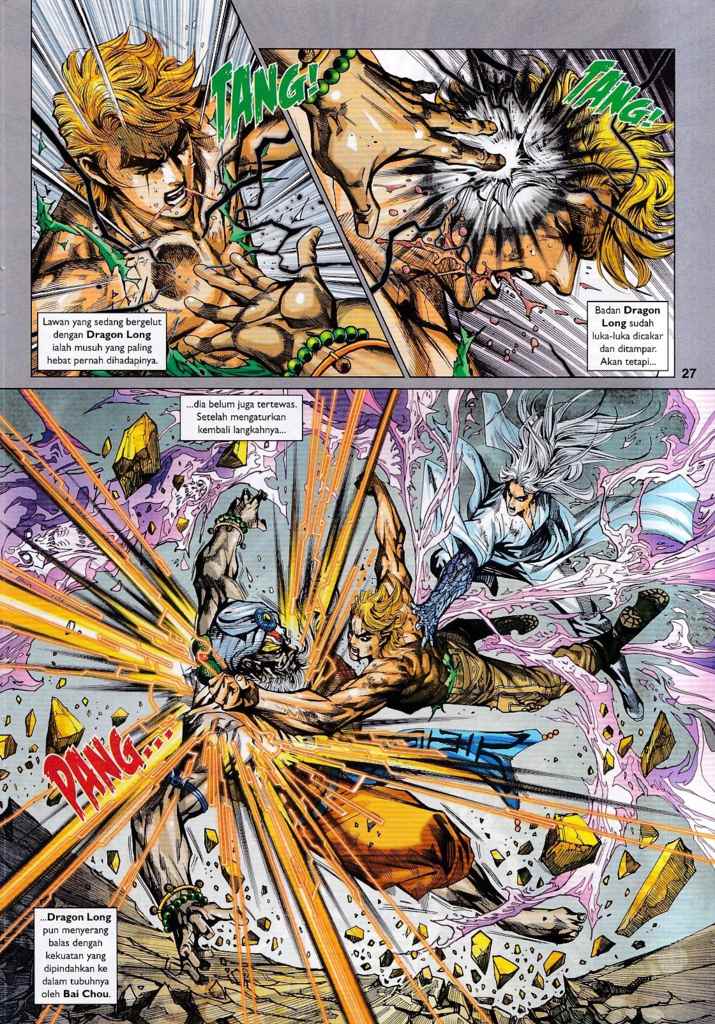 TANG!
TANG!
Lawan yang sedang bergelut
dengan Dragon Long
ialah musuh yang paling
hebat pernah dihadapinya.
Badan Dragon
Long sudah
luka-luka dicakar
dan ditampar.
Akan tetapi...
27
...dia belum juga tertewas.
Setelah mengaturkan
kembali langkahnya...
PANG...
...Dragon Long
pun menyerang
balas dengan
kekuatan yang
dipindahkan ke
dalam tubuhnya
oleh Bai Chou.